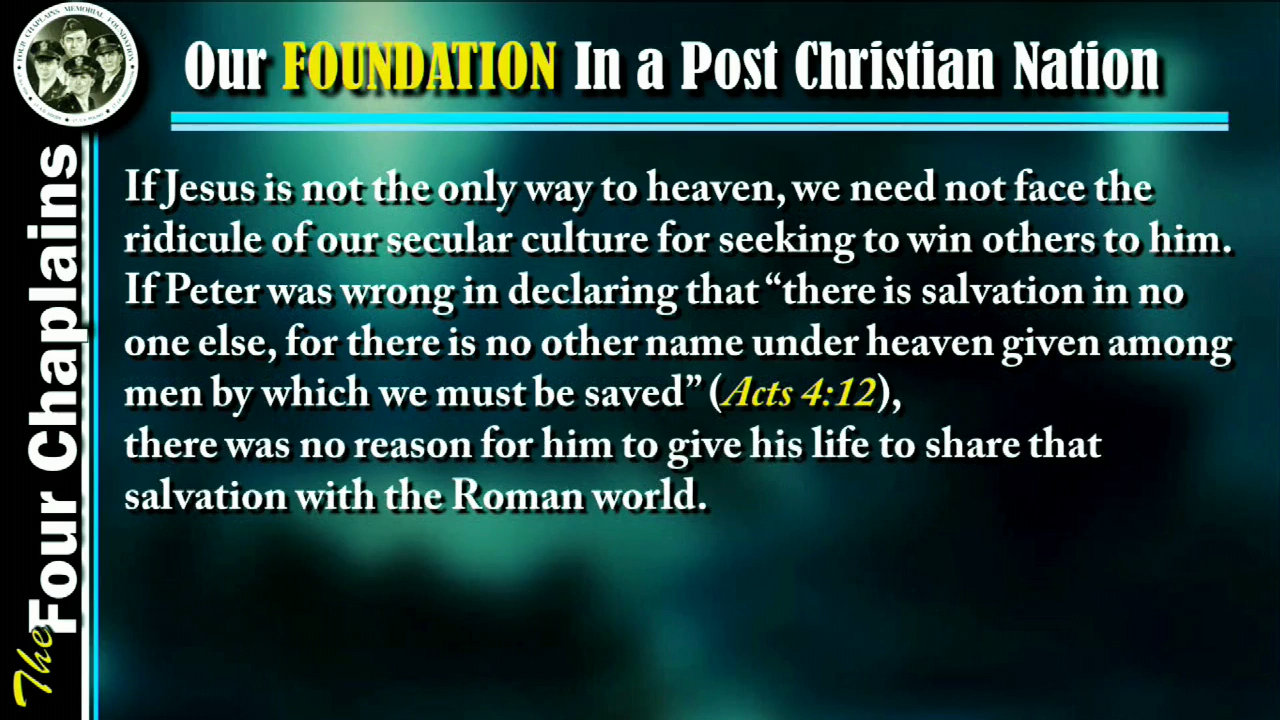 FOUR CHAPLAINS MEMORIAL FOUNDATION
Our FOUNDATION In a Post Christian Nation
The Four Chaplains
If Jesus is not the only way to heaven, we need not face the
ridicule of our secular culture for seeking to win others to him.
If Peter was wrong in declaring that “there is salvation in no
one else, for there is no other name under heaven given among
men by which we must be saved” (Acts 4:12),
there was no reason for him to give his life to share that
salvation with the Roman world.